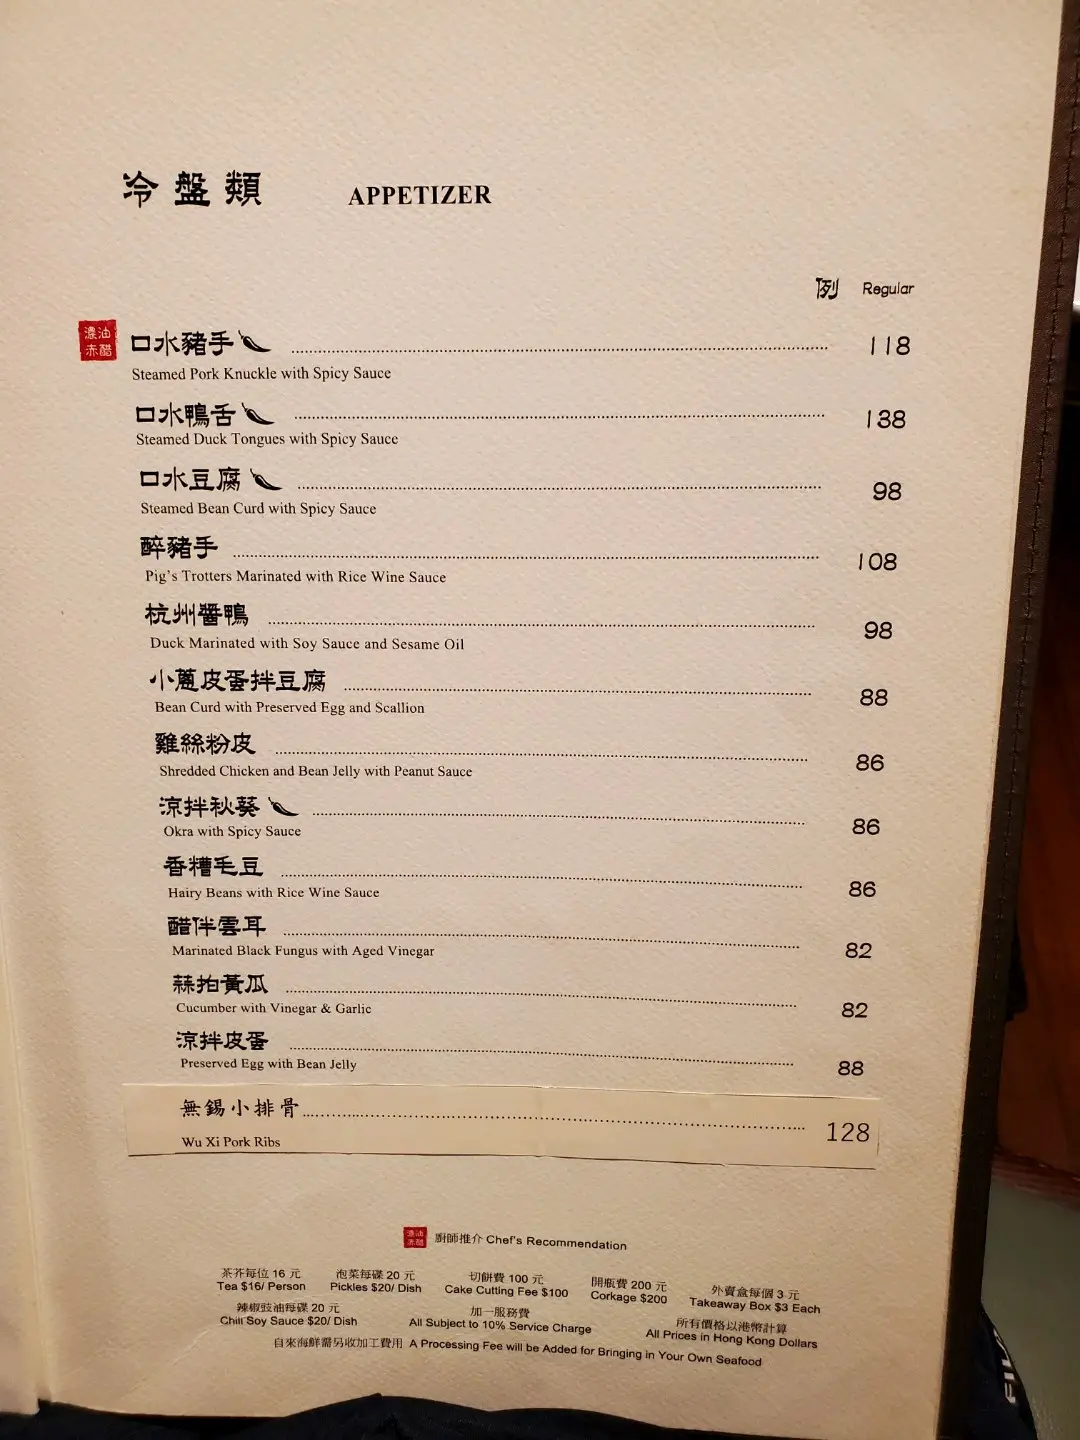 冷盤類 APPETIZER
例 Regular
濃油
赤醋
口水豬手 118
Steamed Pork Knuckle with Spicy Sauce
口水鴨舌 138
Steamed Duck Tongues with Spicy Sauce
口水豆腐 98
Steamed Bean Curd with Spicy Sauce
醉豬手 108
Pig's Trotters Marinated with Rice Wine Sauce
杭州醬鴨 98
Duck Marinated with Soy Sauce and Sesame Oil
小蔥皮蛋拌豆腐 88
Bean Curd with Preserved Egg and Scallion
雞絲粉皮 86
Shredded Chicken and Bean Jelly with Peanut Sauce
涼拌秋葵 86
Okra with Spicy Sauce
香糟毛豆 86
Hairy Beans with Rice Wine Sauce
醋伴雲耳 82
Marinated Black Fungus with Aged Vinegar
蒜拍黃瓜 82
Cucumber with Vinegar & Garlic
涼拌皮蛋 88
Preserved Egg with Bean Jelly
無錫小排骨 128
Wu Xi Pork Ribs
濃油
赤醋
廚師推介 Chef's Recommendation
茶芥每位 16 元 泡菜每碟 20 元 切餅費 100 元 開瓶費 200 元 外賣盒每個 3 元
Tea $16/ Person Pickles $20/ Dish Cake Cutting Fee $100 Corkage $200 Takeaway Box $3 Each
辣椒豉油每碟 20 元 加一服務費 所有價格以港幣計算
Chili Soy Sauce $20/ Dish All Subject to 10% Service Charge All Prices in Hong Kong Dollars
自來海鮮需另收加工費用 A Processing Fee will be Added for Bringing in Your Own Seafood